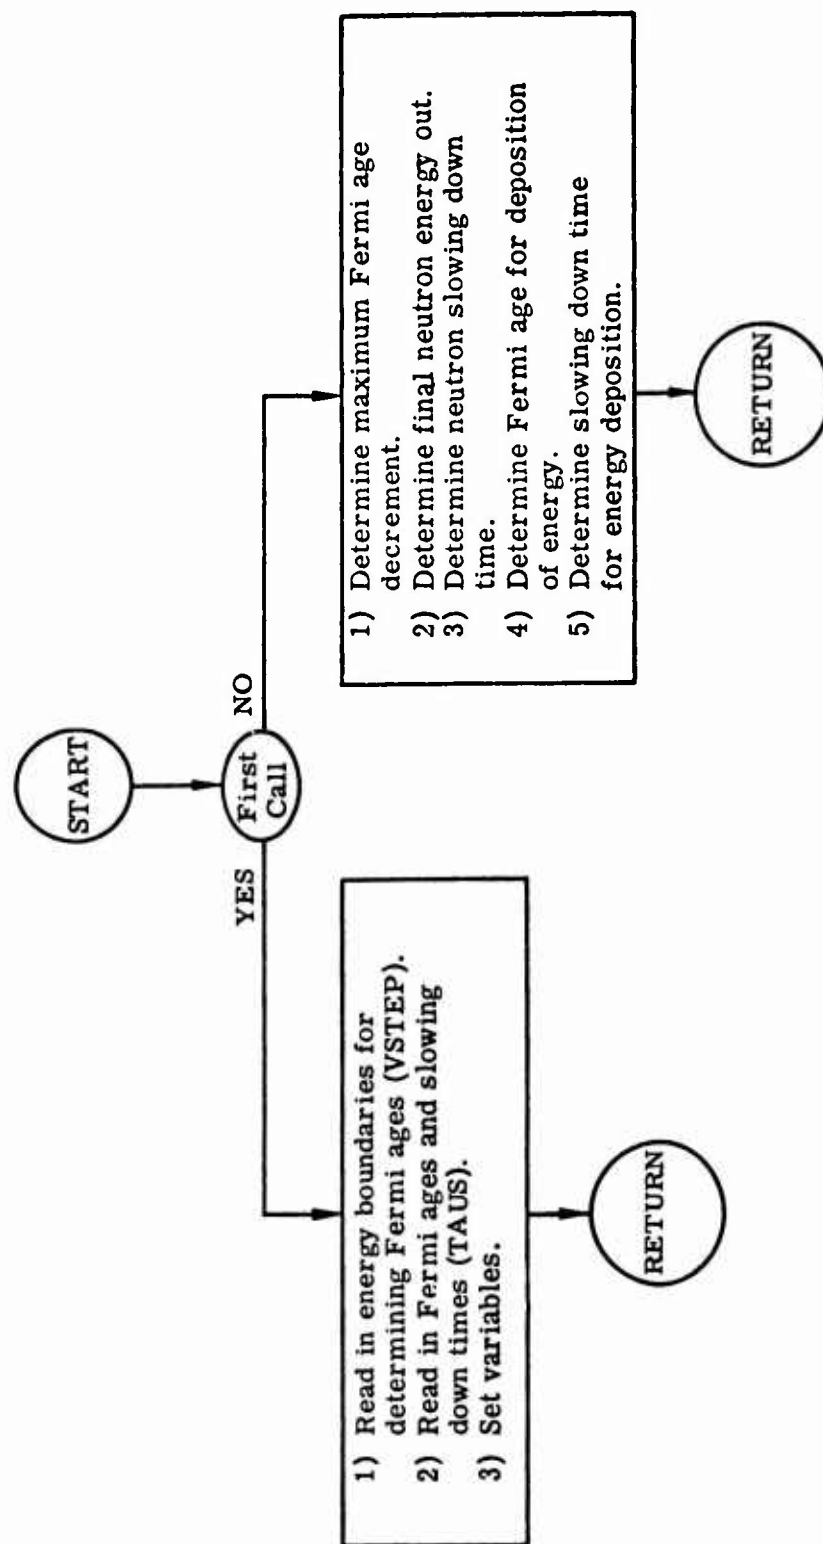 START
First
Call
YES
NO
1) Read in energy boundaries for
determining Fermi ages (VSTEP).
2) Read in Fermi ages and slowing
down times (TAUS).
3) Set variables.
RETURN
1) Determine maximum Fermi age
decrement.
2) Determine final neutron energy out.
3) Determine neutron slowing down
time.
4) Determine Fermi age for deposition
of energy.
5) Determine slowing down time
for energy deposition.
RETURN